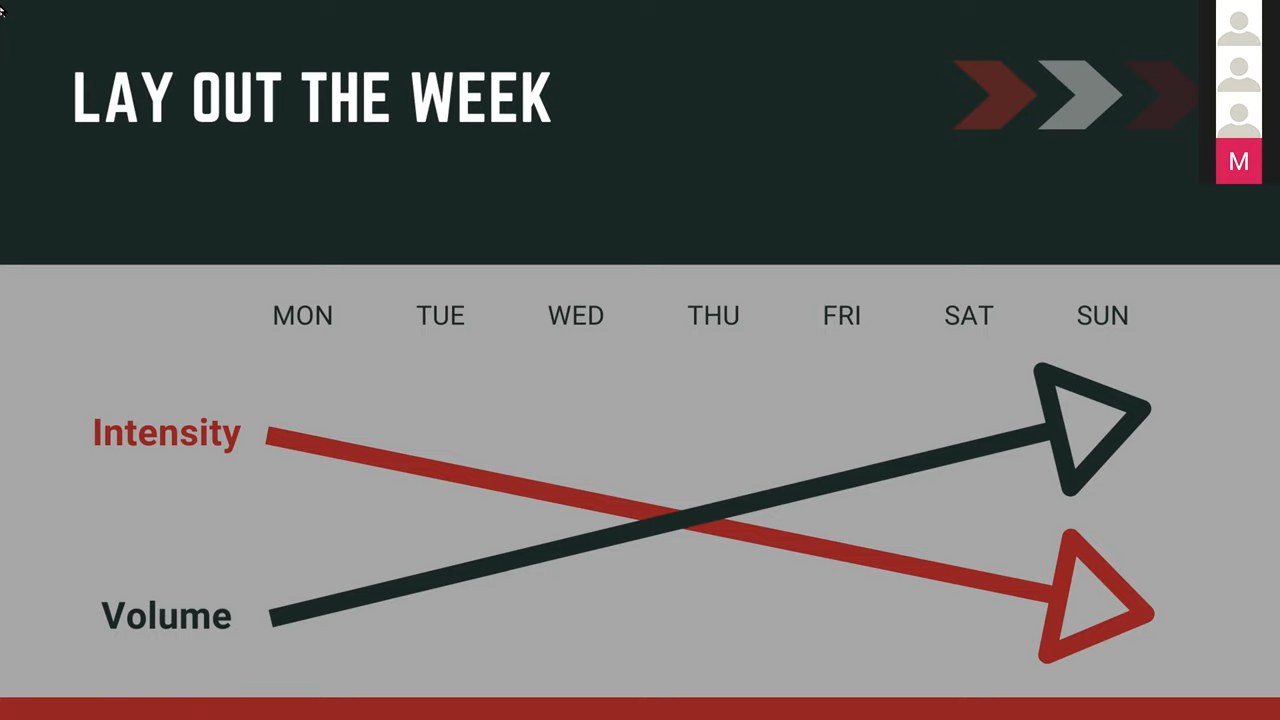 LAY OUT THE WEEK
M
MON TUE WED THU FRI SAT SUN
Intensity
Volume